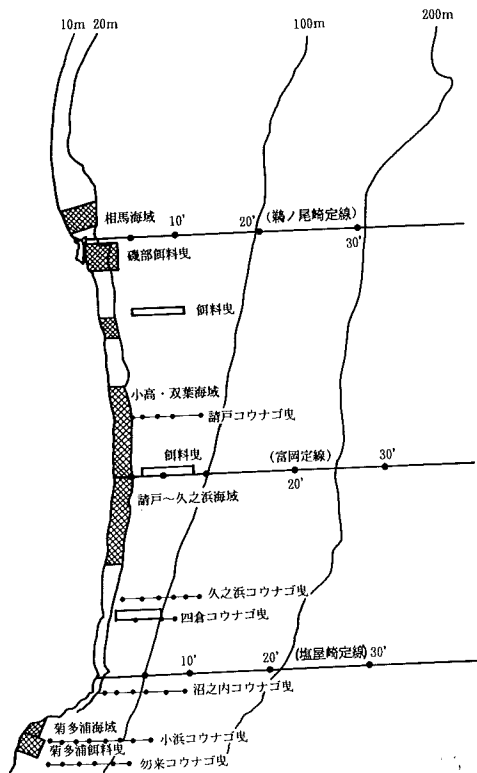 10m 20m
100m
200m
相馬海域
10'
20'
(鵜ノ尾崎定線)
30'
磯部餌料曳
餌料曳
小高・双葉海域
請戸コウナゴ曳
餌料曳
(富岡定線)
30'
20'
請戸～久之浜海域
久之浜コウナゴ曳
四倉コウナゴ曳
10'
20'
(塩屋崎定線)
30'
沼之内コウナゴ曳
菊多浦海域
小浜コウナゴ曳
菊多浦餌料曳
勿来コウナゴ曳